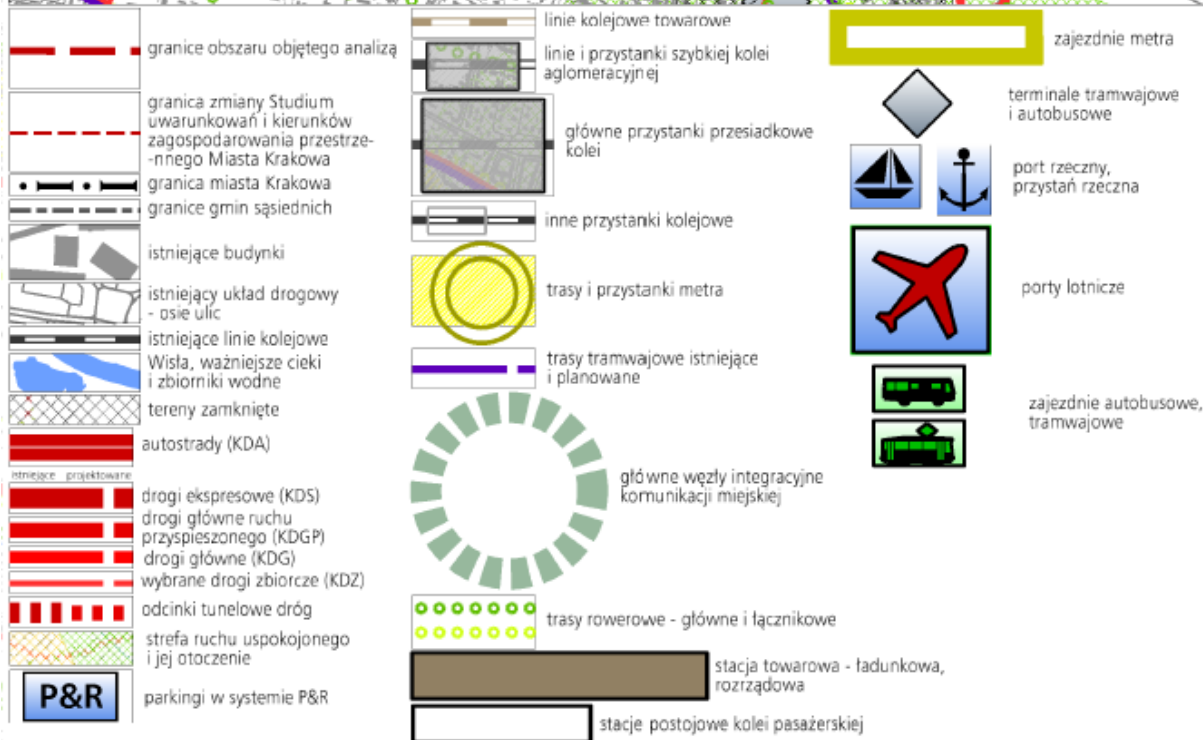 granice obszaru objętego analizą
granica zmiany Studium
uwarunkowań i kierunków
zagospodarowania przestrze-
-nnego Miasta Krakowa
granica miasta Krakowa
granice gmin sąsiednich
istniejące budynki
istniejący układ drogowy
- osie ulic
istniejące linie kolejowe
Wisła, ważniejsze cieki
i zbiorniki wodne
tereny zamknięte
autostrady (KDA)
istniejące projektowane
drogi ekspresowe (KDS)
drogi główne ruchu
przyspieszonego (KDGP)
drogi główne (KDG)
wybrane drogi zbiorcze (KDZ)
odcinki tunelowe dróg
strefa ruchu uspokojonego
i jej otoczenie
P&R
parkingi w systemie P&R
linie kolejowe towarowe
linie i przystanki szybkiej kolei
aglomeracyjnej
główne przystanki przesiadkowe
kolei
inne przystanki kolejowe
trasy i przystanki metra
trasy tramwajowe istniejące
i planowane
główne węzły integracyjne
komunikacji miejskiej
trasy rowerowe - główne i łącznikowe
stacja towarowa - ładunkowa,
rozrządowa
stacje postojowe kolei pasażerskiej
zajezdnie metra
terminale tramwajowe
i autobusowe
port rzeczny,
przystań rzeczna
porty lotnicze
zajezdnie autobusowe,
tramwajowe